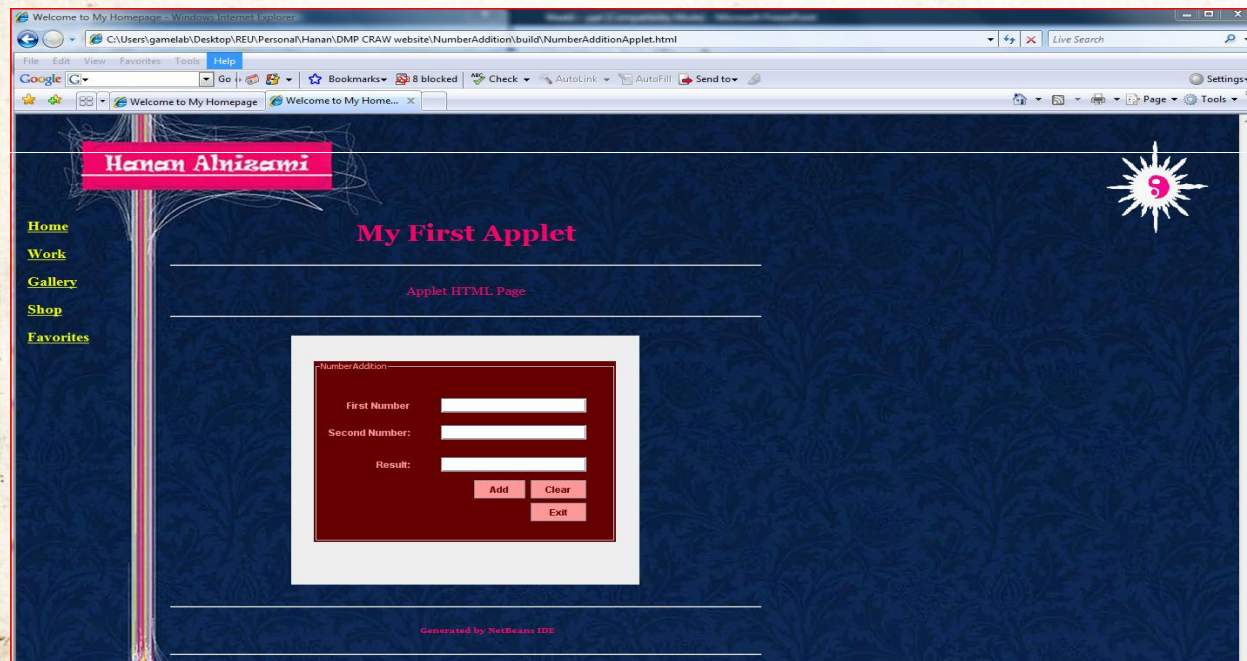 Welcome to My Homepage - Windows Internet Explorer
C:\Users\gamelab\Desktop\REU\Personal\Hanan\DMP CRAW website\NumberAddition\build\NumberAdditionApplet.html
Live Search
File Edit View Favorites Tools Help
Google G Go Bookmarks 8 blocked ABC Check AutoLink AutoFill Send to Settings
Welcome to My Homepage Welcome to My Home... Page Tools
Hanan Alnizami
Home
Work
Gallery
Shop
Favorites
My First Applet
Applet HTML Page
NumberAddition
First Number
Second Number:
Result:
Add Clear
Exit
Generated by NetBeans IDE